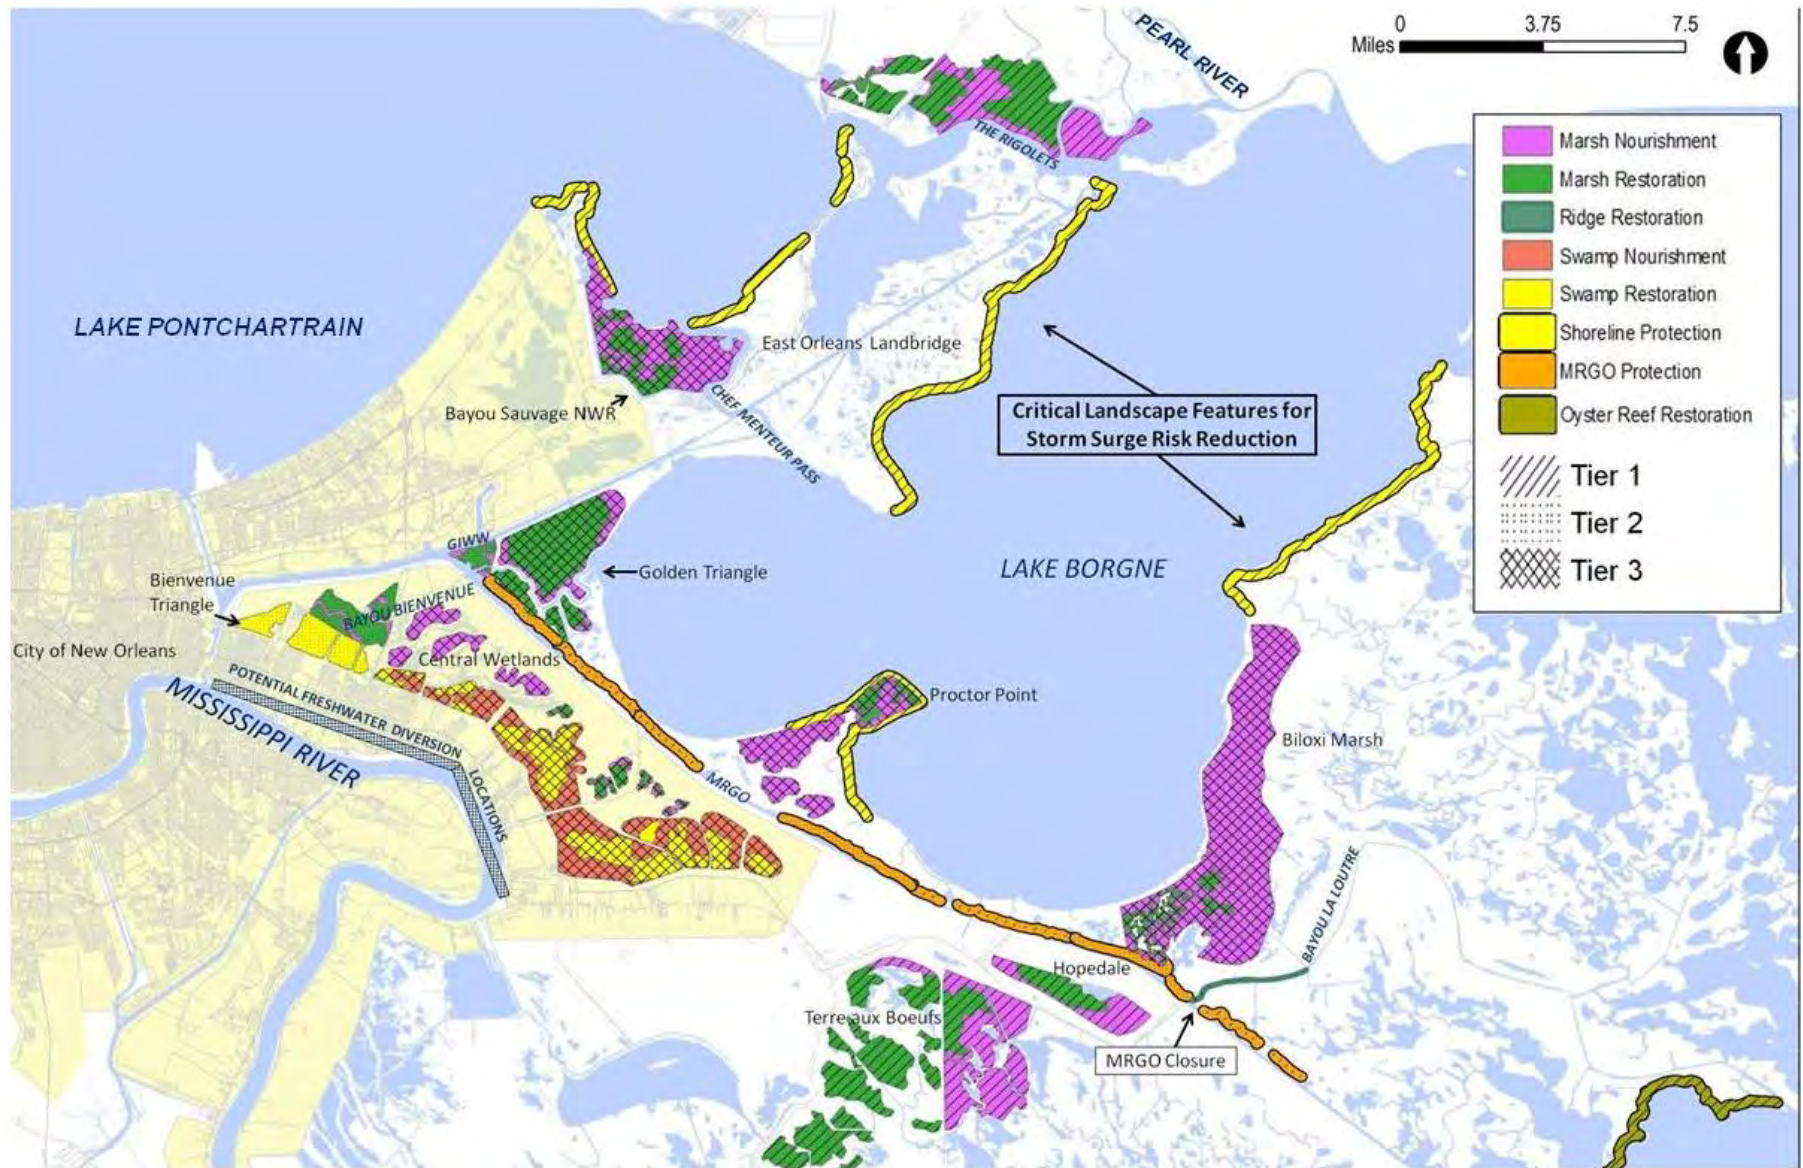 0 3.75 7.5
Miles
PEARL RIVER
THE RIGOLETS
Marsh Nourishment
Marsh Restoration
Ridge Restoration
Swamp Nourishment
Swamp Restoration
Shoreline Protection
MRGO Protection
Oyster Reef Restoration
Tier 1
Tier 2
Tier 3
LAKE PONTCHARTRAIN
East Orleans Landbridge
Bayou Sauvage NWR
CHEF MENTEUR PASS
Critical Landscape Features for
Storm Surge Risk Reduction
GIWW
Golden Triangle
LAKE BORGNE
Bienvenue
Triangle
BAYOU BIENVENUE
City of New Orleans
Central Wetlands
POTENTIAL FRESHWATER DIVERSION
LOCATIONS
MISSISSIPPI RIVER
Proctor Point
Biloxi Marsh
MRGO
BAYOU LA LOUTRE
Hopedale
Terre aux Boeufs
MRGO Closure